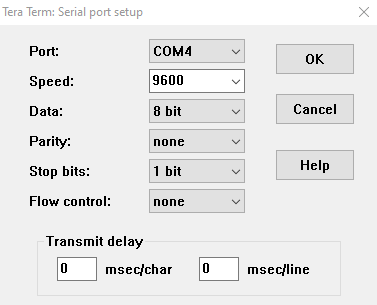 Tera Term: Serial port setup
Port: COM4 OK
Speed: 9600
Data: 8 bit Cancel
Parity: none
Stop bits: 1 bit Help
Flow control: none
Transmit delay
0 msec/char 0 msec/line